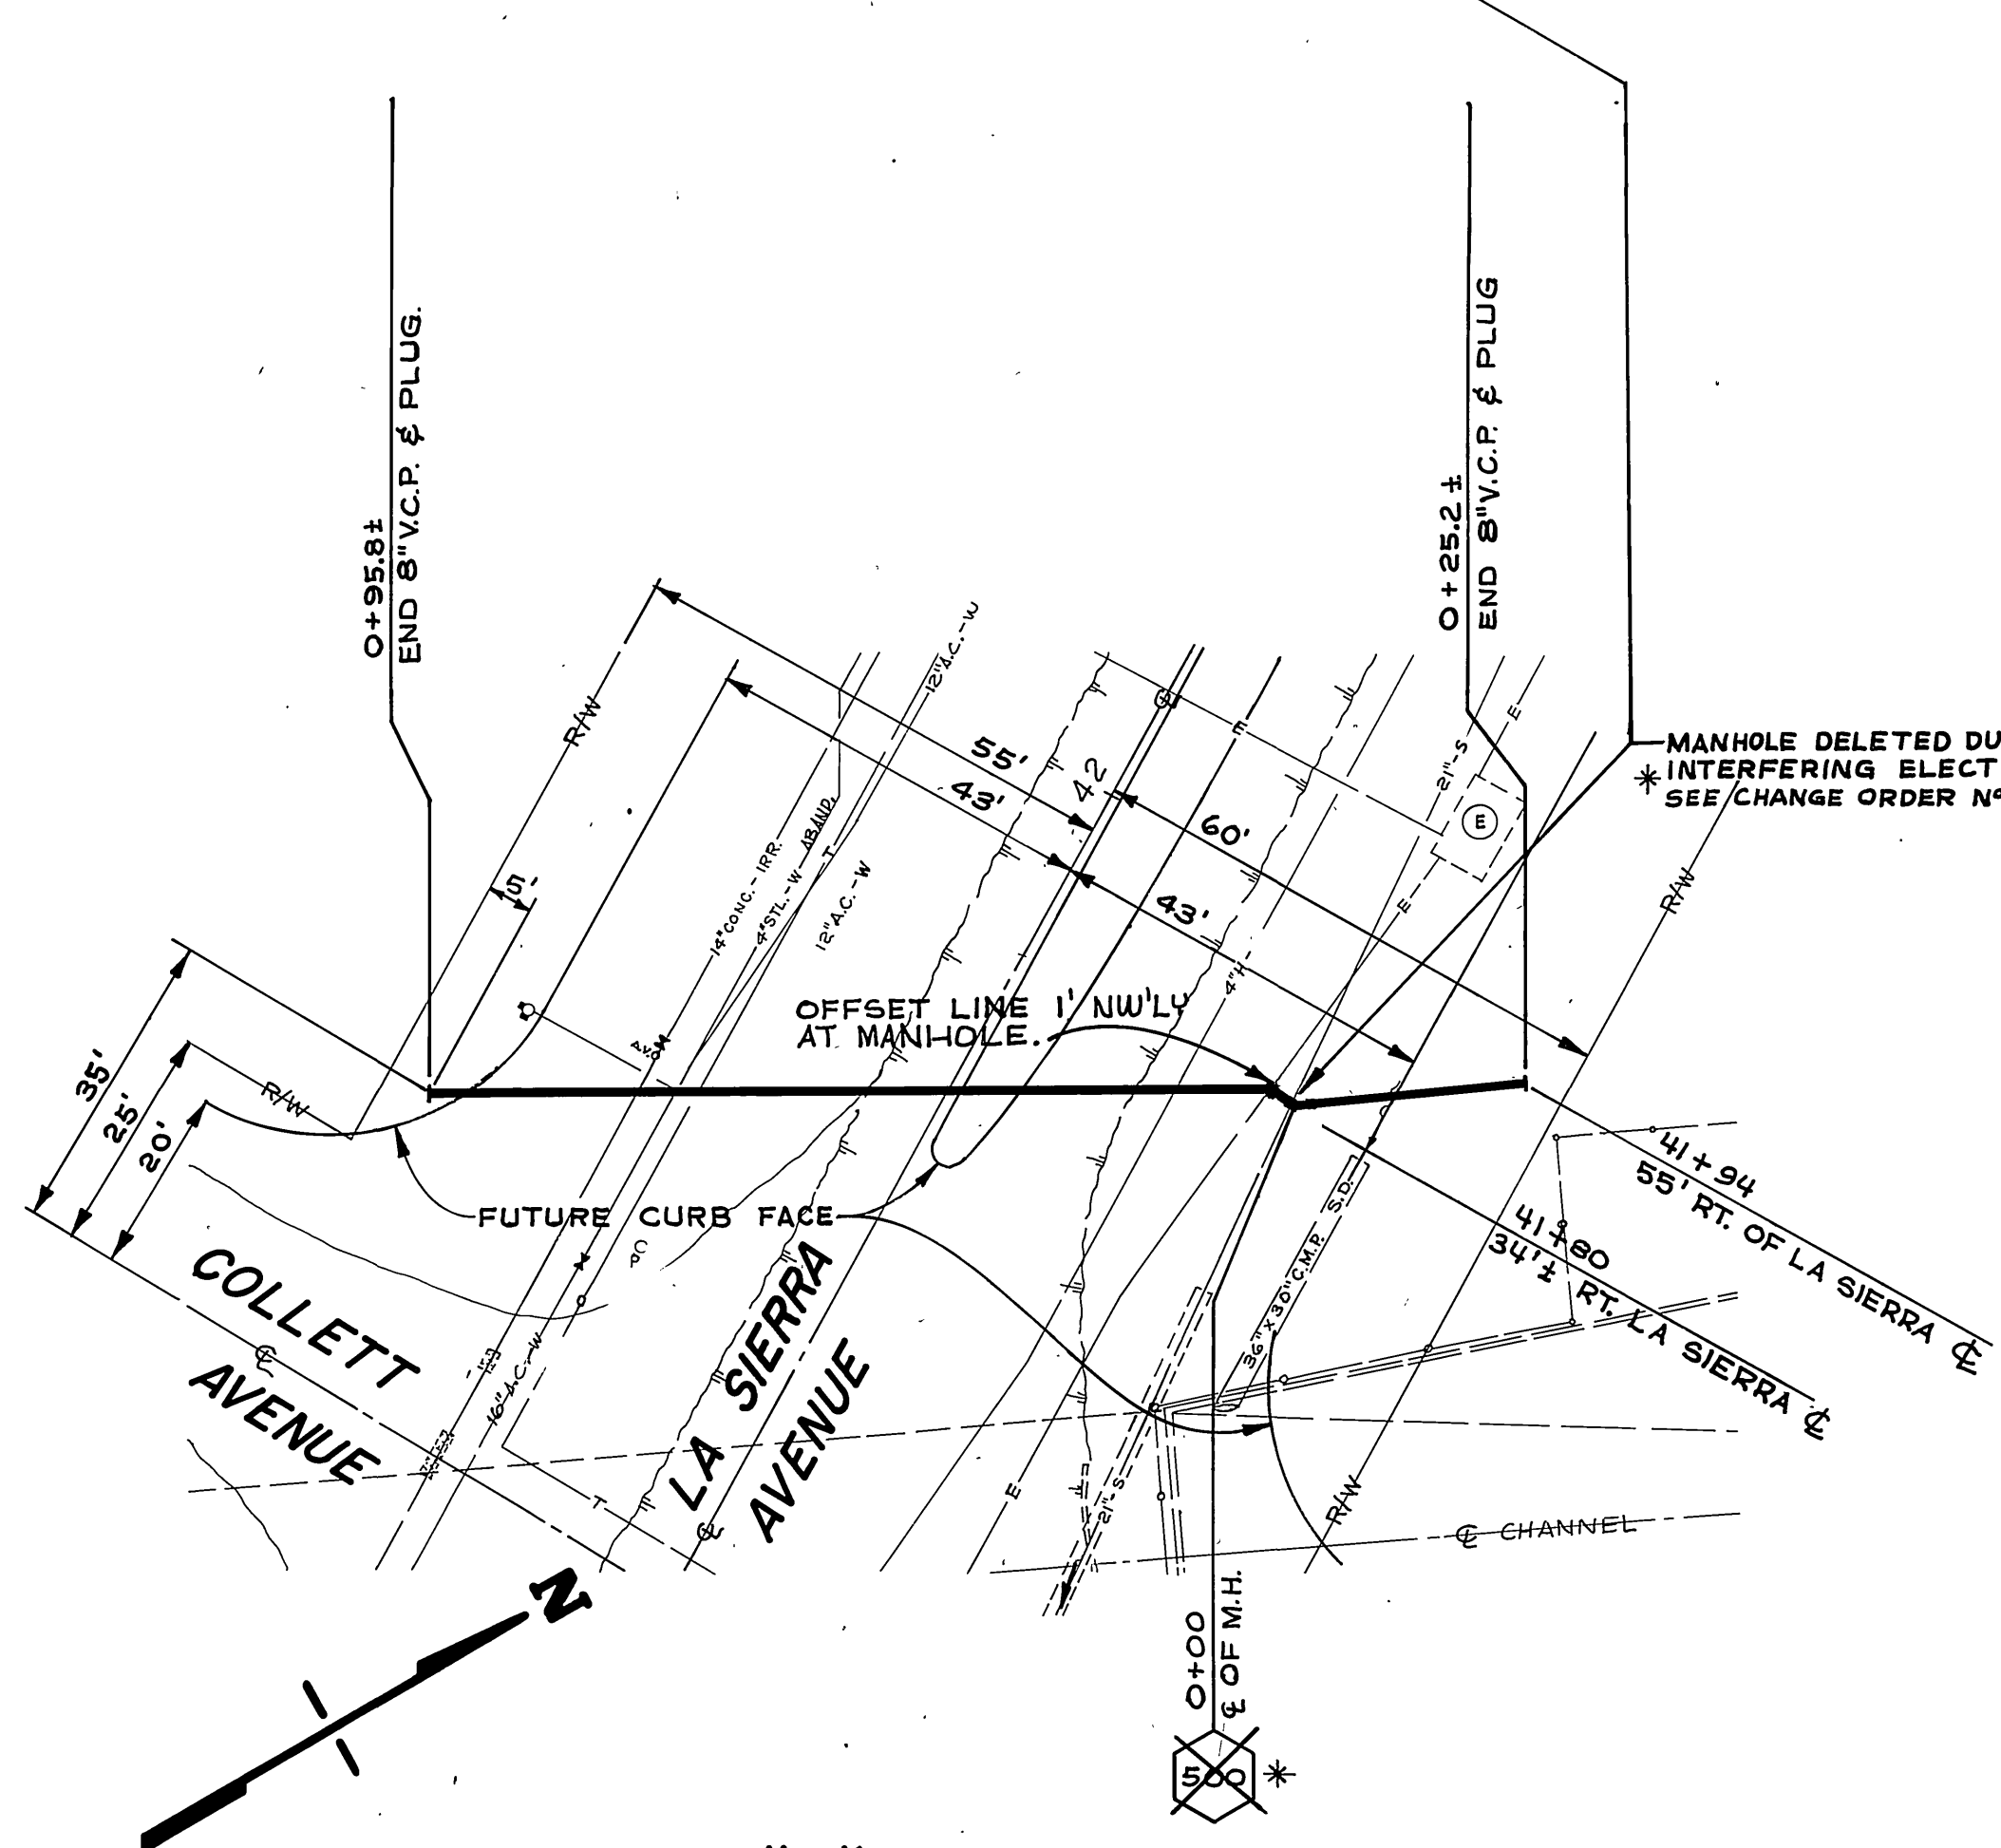 0+95.8±
END 8" V.C.P. & PLUG.
0+25.2±
END 8" V.C.P. & PLUG
MANHOLE DELETED DU
* INTERFERING ELECT
SEE CHANGE ORDER Nº
R/W
55'
43'
42
60'
43'
5'
12" A.C.-W
14" CONC.-IRR.
4" STL.-W-ABAND.
T
12" A.C.-W
℄
E
21"-S
E
E
E
R/W
4"H
OFFSET LINE 1' NW'LY
AT MANHOLE.
A.V.
35'
25'
20'
R/W
FUTURE CURB FACE
41+94
55' RT. OF LA SIERRA ℄
41+80
34'± RT. LA SIERRA ℄
36" x 30" C.M.P. S.D.
COLLETT
AVENUE
℄
16" A.C.-W
LA SIERRA
AVENUE
℄
T
E
21"-S
R/W
℄ CHANNEL
N
0+00
℄ OF M.H.
500 *